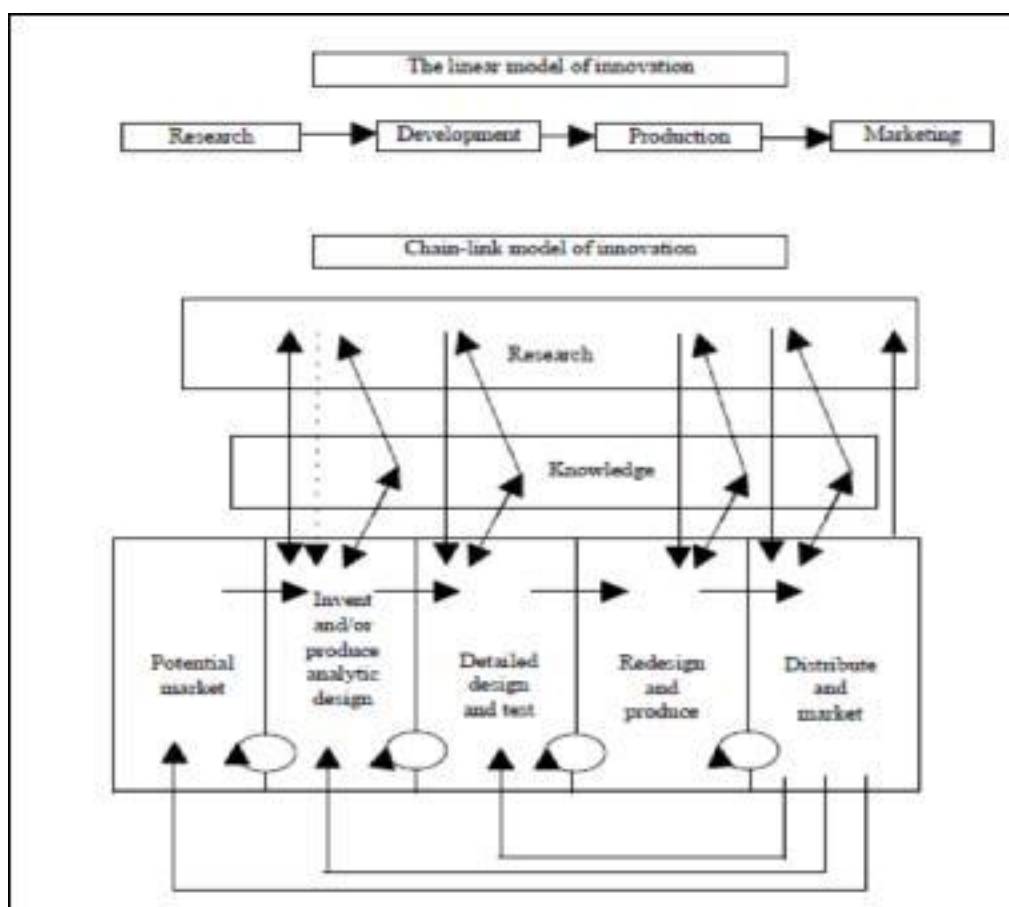 The linear model of innovation
Research
Development
Production
Marketing
Chain-link model of innovation
Research
Knowledge
Potential
market
Invent
and/or
produce
analytic
design
Detailed
design
and test
Redesign
and
produce
Distribute
and
market